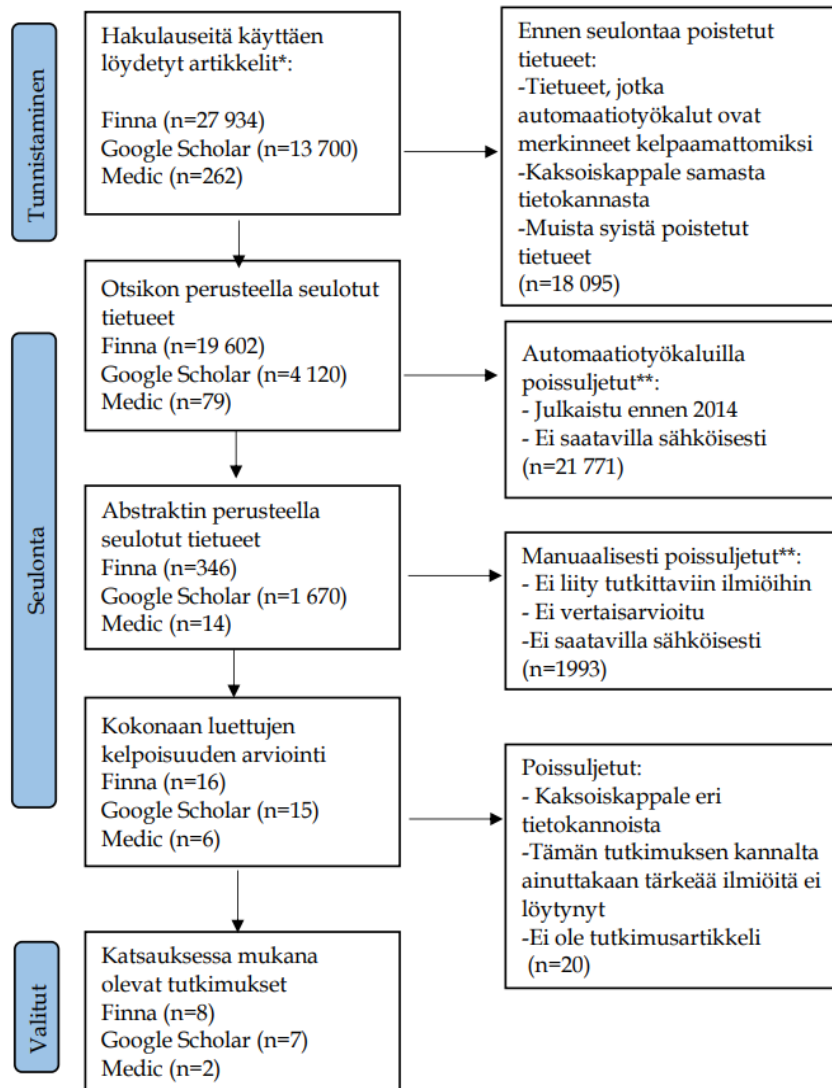 Tunnistaminen
Hakulauseitä käyttäen
löydetyt artikkelit*:
Finna (n=27 934)
Google Scholar (n=13 700)
Medic (n=262)
Ennen seulontaa poistetut
tietueet:
-Tietueet, jotka
automaatiotyökalut ovat
merkinneet kelpaamattomiksi
-Kaksoiskappale samasta
tietokannasta
-Muista syistä poistetut
tietueet
(n=18 095)
Seulonta
Otsikon perusteella seulotut
tietueet
Finna (n=19 602)
Google Scholar (n=4 120)
Medic (n=79)
Automaatiotyökaluilla
poissuljetut**:
- Julkaistu ennen 2014
- Ei saatavilla sähköisesti
(n=21 771)
Abstraktin perusteella
seulotut tietueet
Finna (n=346)
Google Scholar (n=1 670)
Medic (n=14)
Manuaalisesti poissuljetut**:
- Ei liity tutkittaviin ilmiöihin
- Ei vertaisarvioitu
-Ei saatavilla sähköisesti
(n=1993)
Kokonaan luettujen
kelpoisuuden arviointi
Finna (n=16)
Google Scholar (n=15)
Medic (n=6)
Poissuljetut:
- Kaksoiskappale eri
tietokannoista
-Tämän tutkimuksen kannalta
ainuttakaan tärkeää ilmiöitä ei
löytynyt
-Ei ole tutkimusartikkeli
(n=20)
Valitut
Katsauksessa mukana
olevat tutkimukset
Finna (n=8)
Google Scholar (n=7)
Medic (n=2)